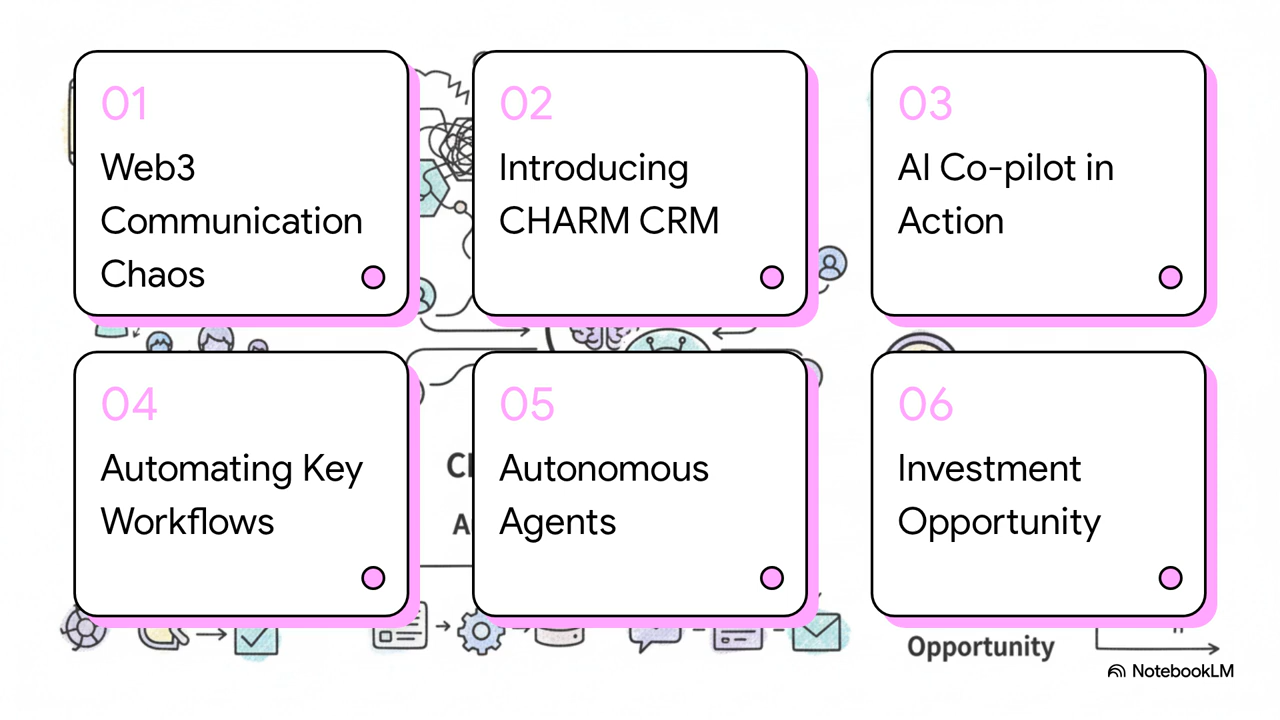 01
Web3
Communication
Chaos
02
Introducing
CHARM CRM
03
AI Co-pilot in
Action
04
Automating Key
Workflows
05
Autonomous
Agents
06
Investment
Opportunity
Opportunity
NotebookLM